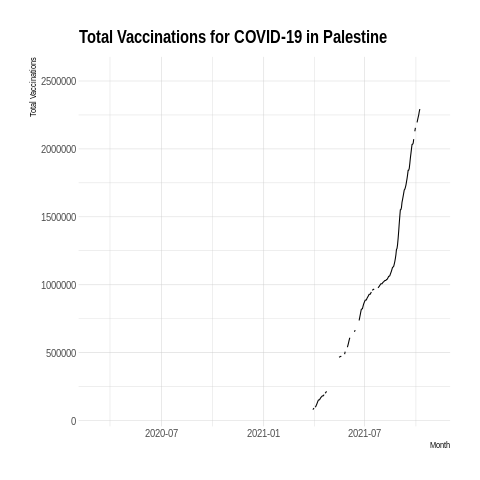 Total Vaccinations for COVID-19 in Palestine
Total Vaccinations
2500000
2000000
1500000
1000000
500000
0
2020-07 2021-01 2021-07
Month